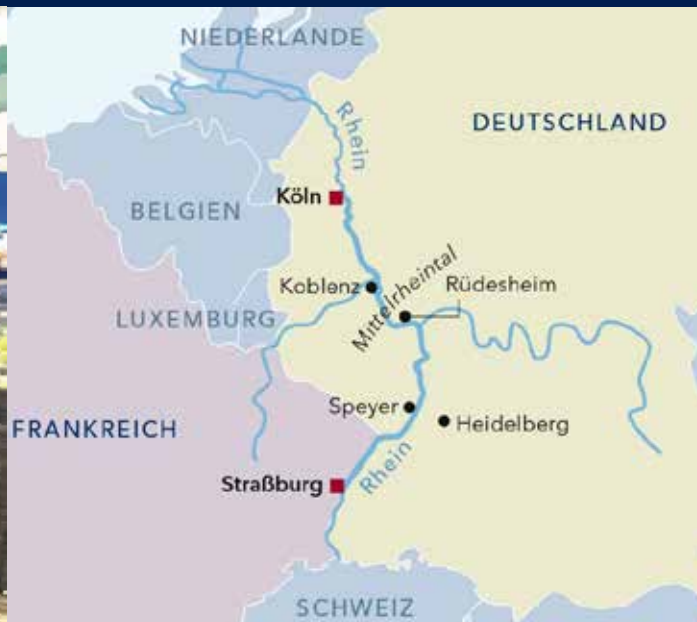 NIEDERLANDE
Rhein
DEUTSCHLAND
Köln
BELGIEN
Koblenz
Mittelrheintal
Rüdesheim
LUXEMBURG
Speyer
Heidelberg
FRANKREICH
Rhein
Straßburg
SCHWEIZ